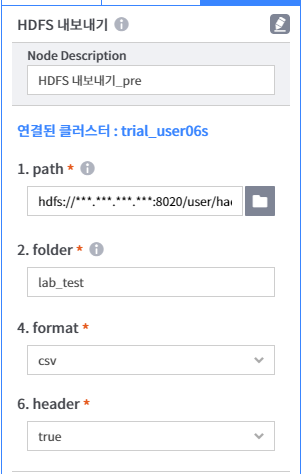 HDFS 내보내기
Node Description
HDFS 내보내기_pre
연결된 클러스터 : trial_user06s
1. path *
hdfs://***.***.***.***:8020/user/had
2. folder *
lab_test
4. format *
csv
6. header *
true